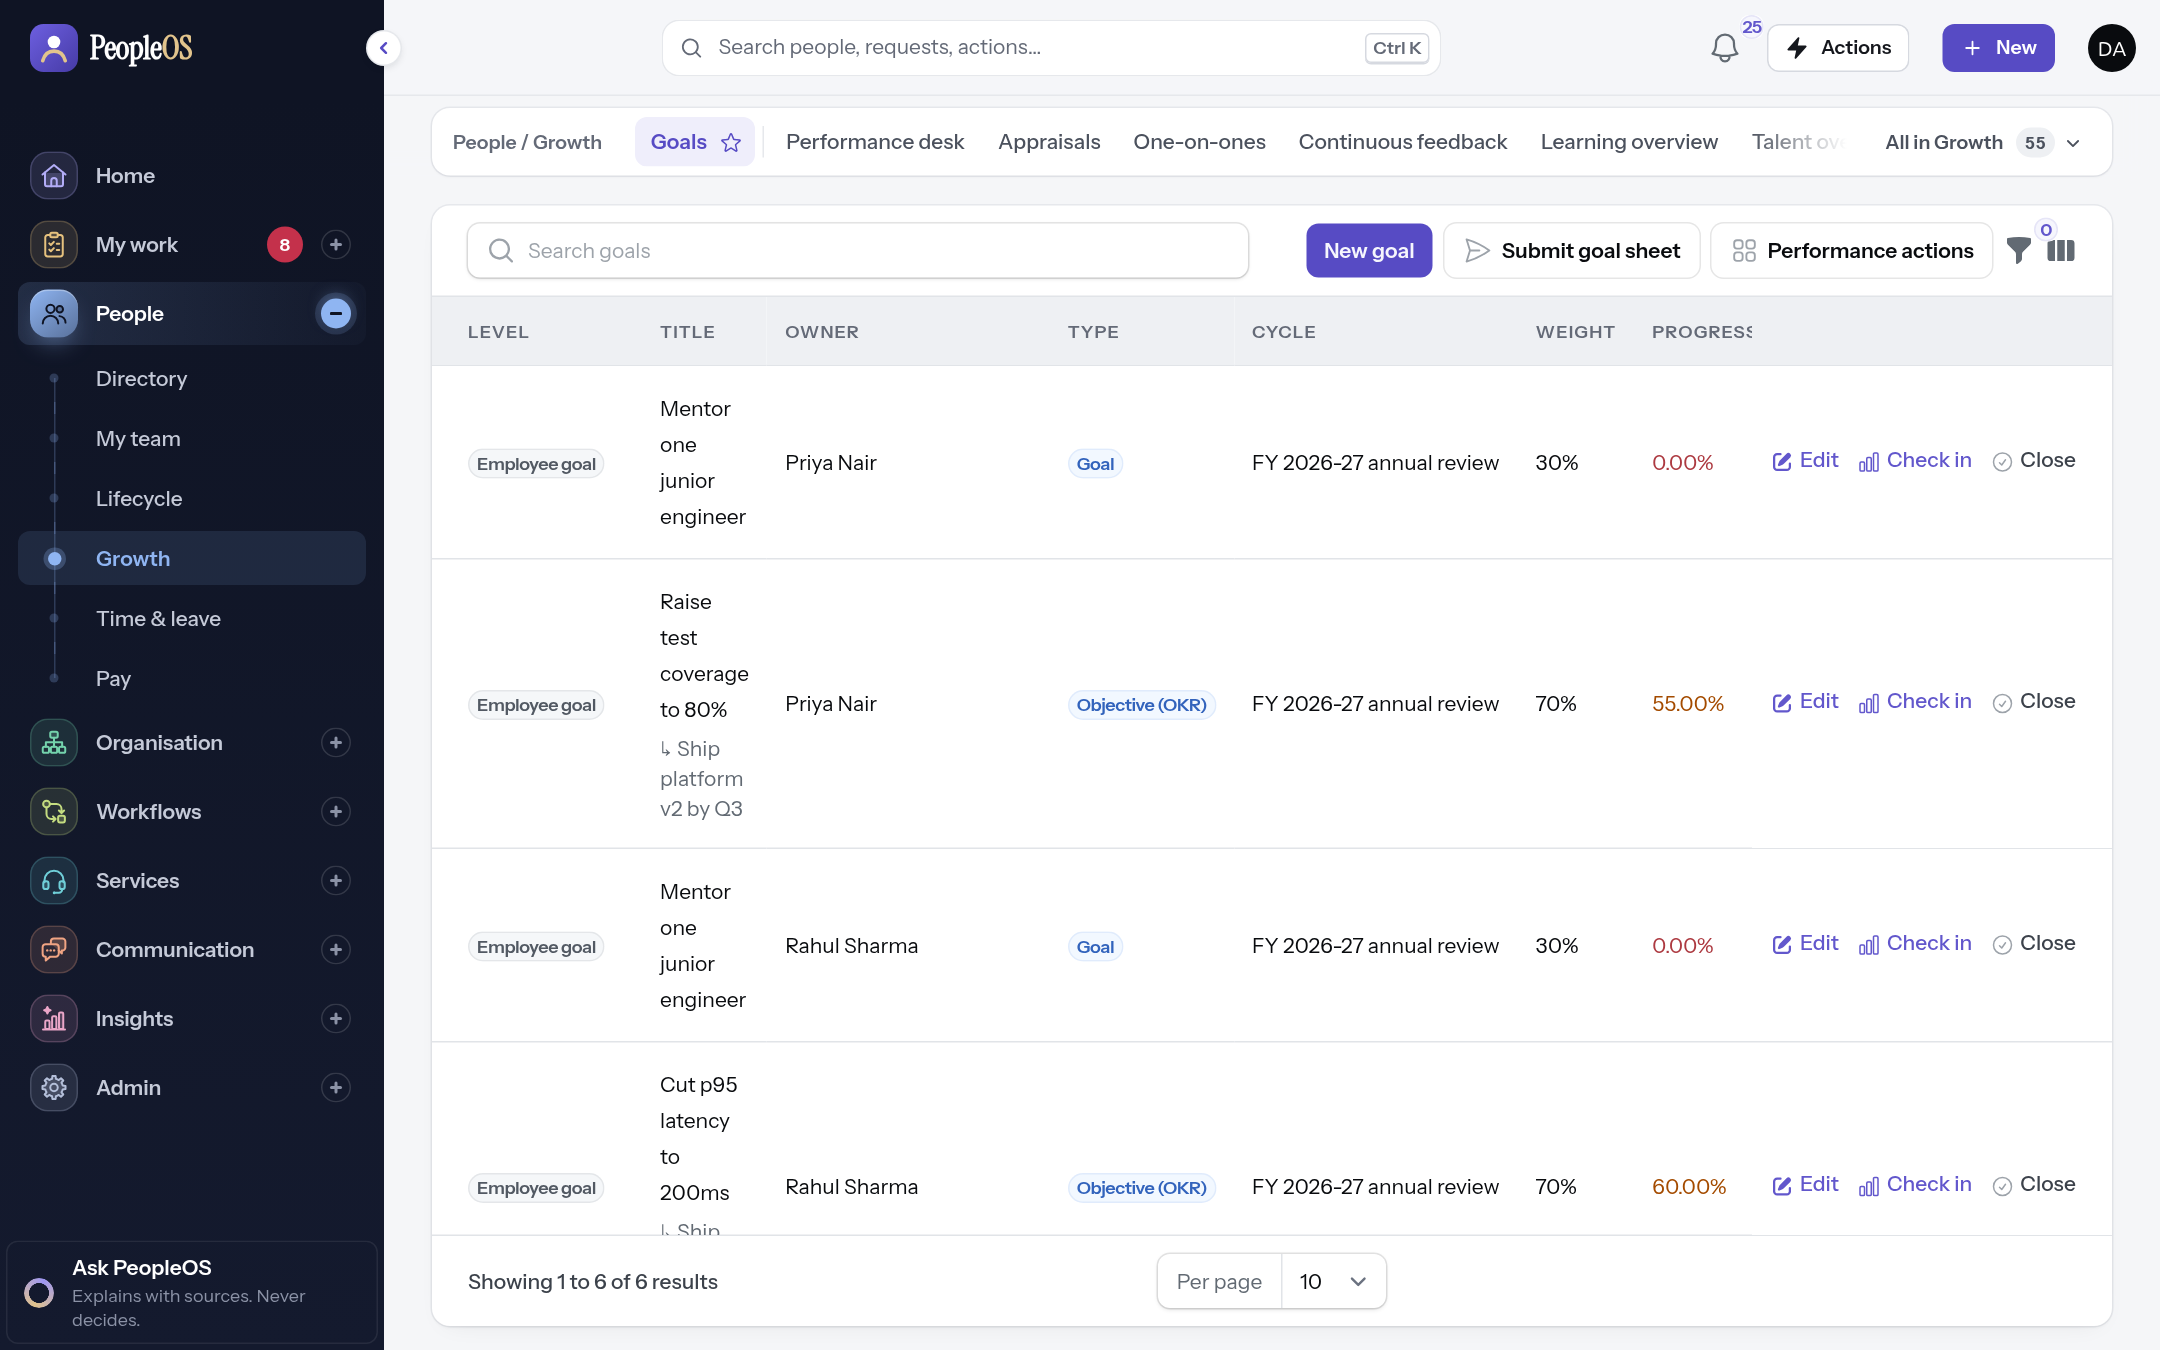 PeopleOS
Search people, requests, actions...
Ctrl K
25
Actions
New
DA
Home
My work
8
People
Directory
My team
Lifecycle
Growth
Time & leave
Pay
Organisation
Workflows
Services
Communication
Insights
Admin
Ask PeopleOS
Explains with sources. Never
decides.
People / Growth
Goals
Performance desk
Appraisals
One-on-ones
Continuous feedback
Learning overview
Talent ov
All in Growth
55
Search goals
New goal
Submit goal sheet
Performance actions
0
LEVEL TITLE OWNER TYPE CYCLE WEIGHT PROGRESS
Employee goal
Mentor
one
junior
engineer
Priya Nair
Goal
FY 2026-27 annual review
30%
0.00%
Edit
Check in
Close
Employee goal
Raise
test
coverage
to 80%
↳ Ship
platform
v2 by Q3
Priya Nair
Objective (OKR)
FY 2026-27 annual review
70%
55.00%
Edit
Check in
Close
Employee goal
Mentor
one
junior
engineer
Rahul Sharma
Goal
FY 2026-27 annual review
30%
0.00%
Edit
Check in
Close
Employee goal
Cut p95
latency
to
200ms
↳ Ship
Rahul Sharma
Objective (OKR)
FY 2026-27 annual review
70%
60.00%
Edit
Check in
Close
Showing 1 to 6 of 6 results
Per page
10